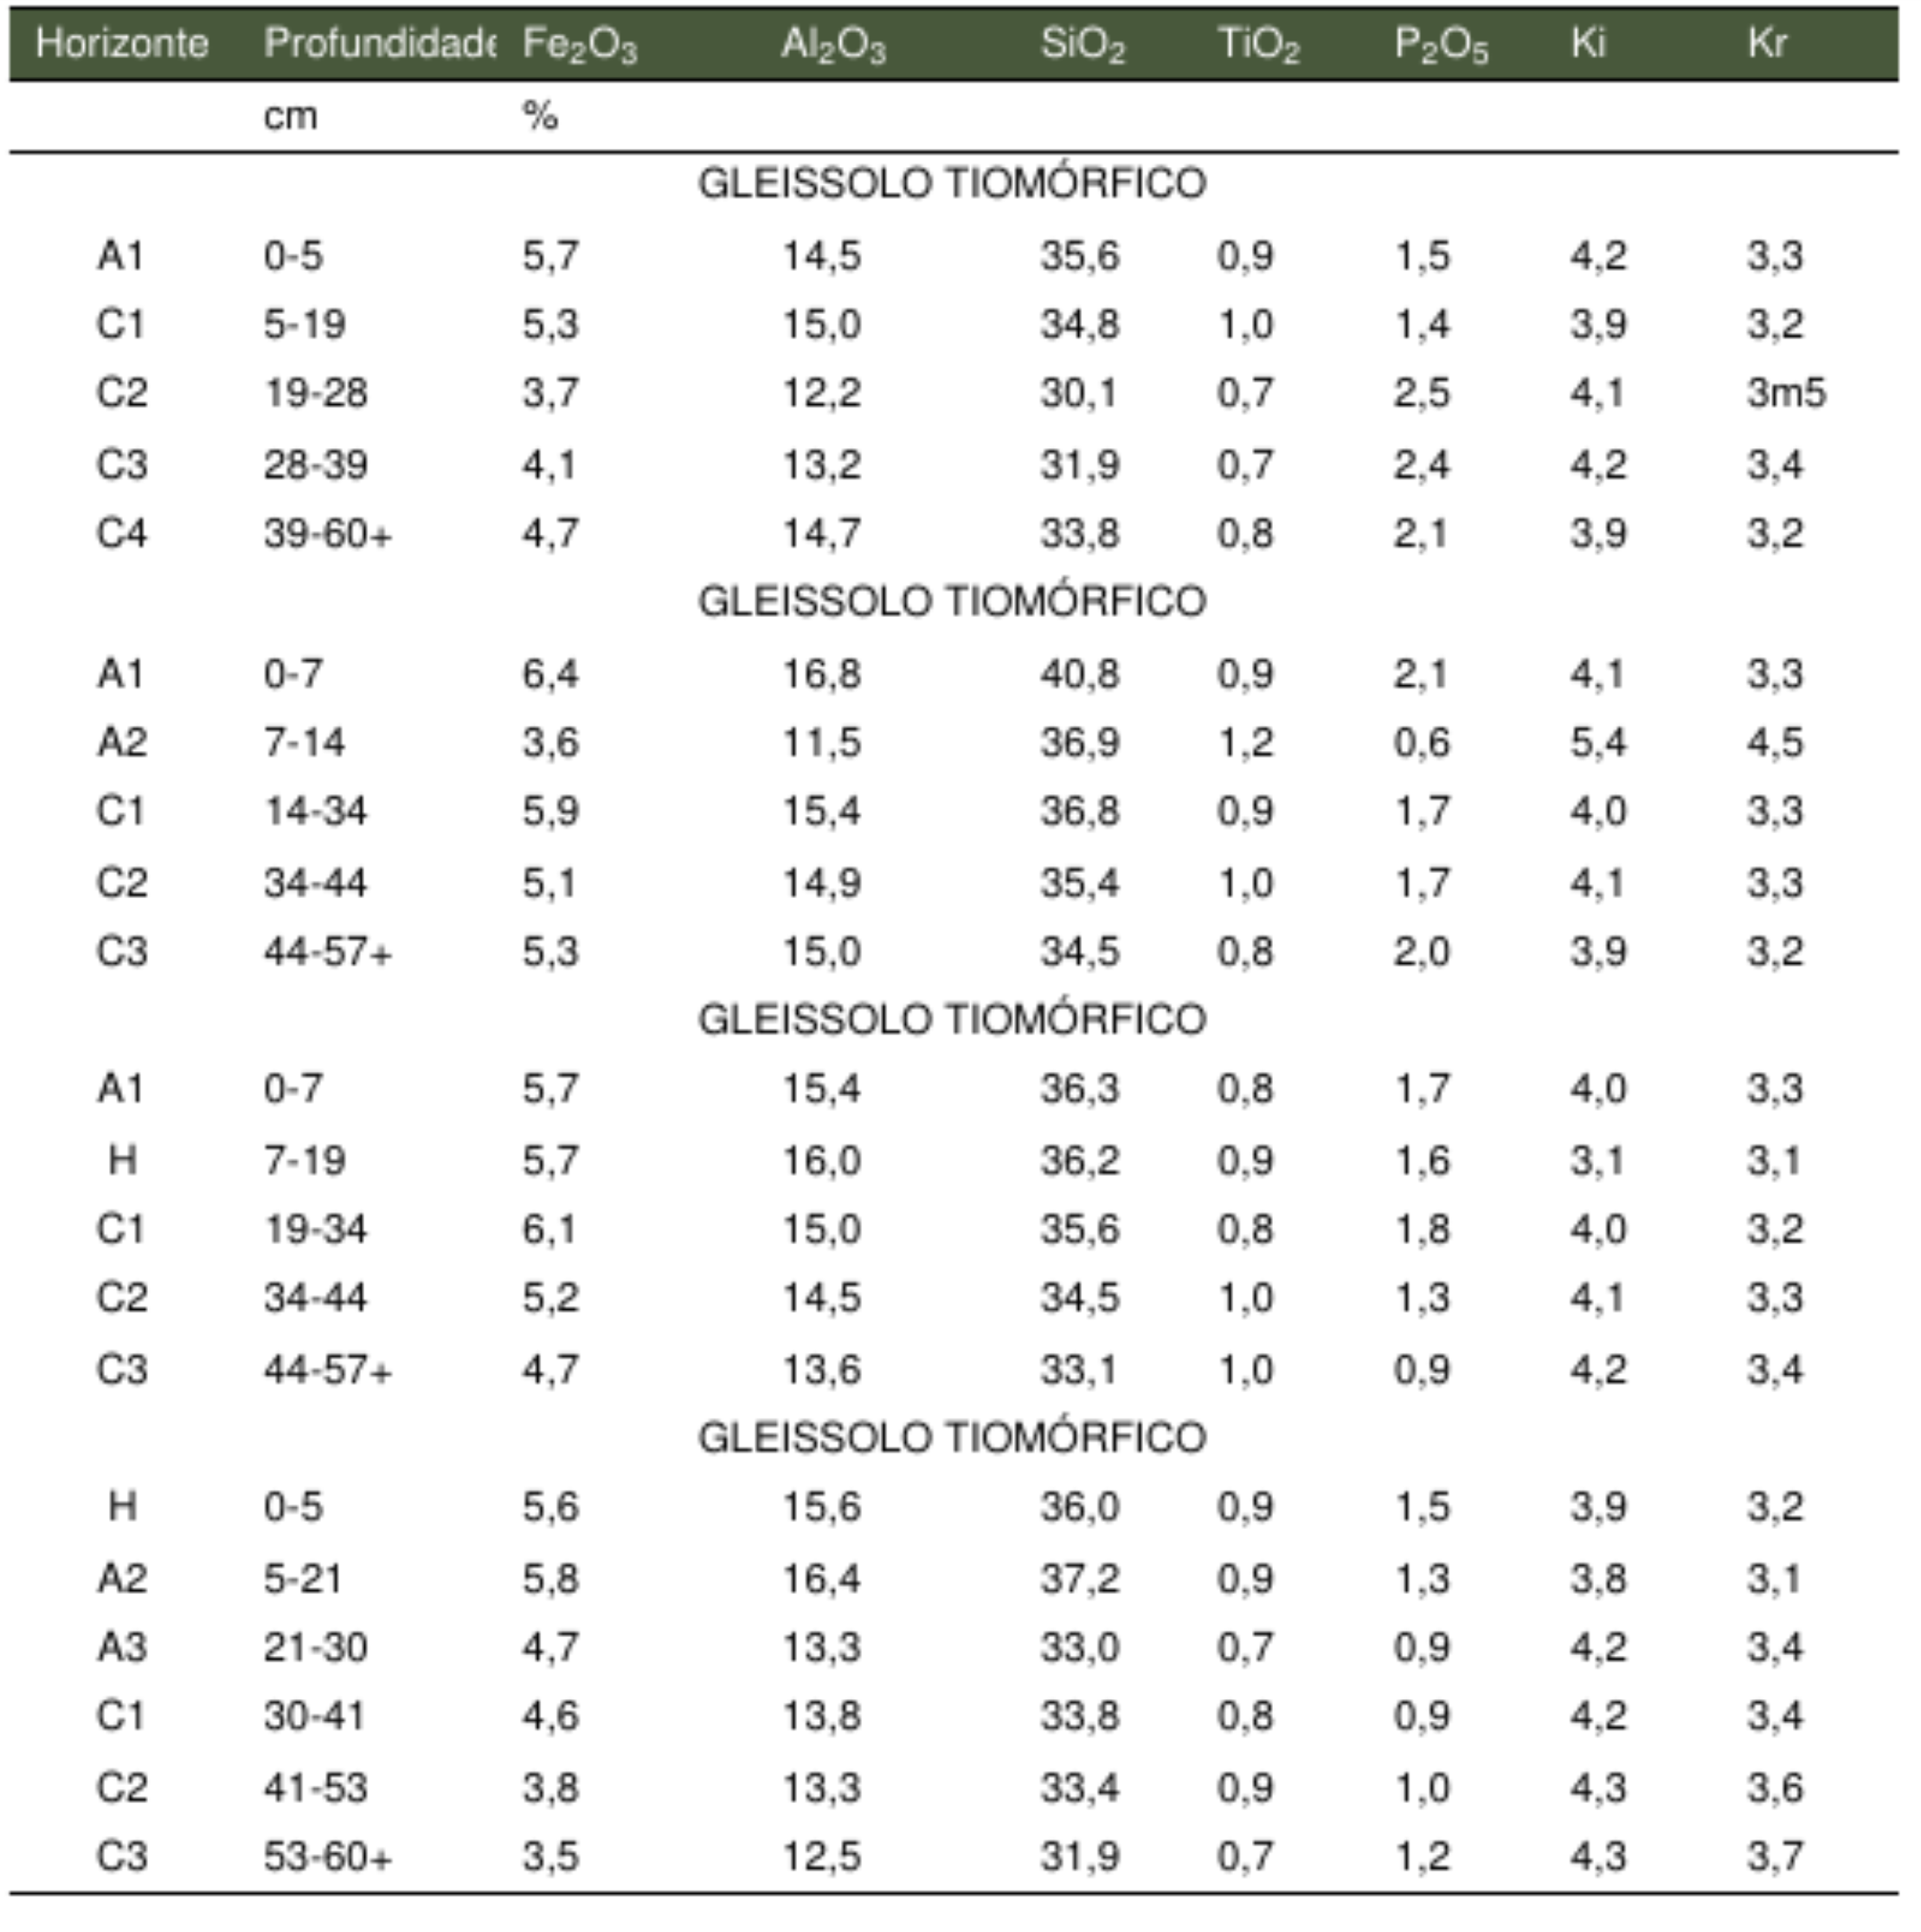 Horizonte Profundidade Fe₂O₃ Al₂O₃ SiO₂ TiO₂ P₂O₅ Ki Kr
cm %
GLEISSOLO TIOMÓRFICO
A1 0-5 5,7 14,5 35,6 0,9 1,5 4,2 3,3
C1 5-19 5,3 15,0 34,8 1,0 1,4 3,9 3,2
C2 19-28 3,7 12,2 30,1 0,7 2,5 4,1 3m5
C3 28-39 4,1 13,2 31,9 0,7 2,4 4,2 3,4
C4 39-60+ 4,7 14,7 33,8 0,8 2,1 3,9 3,2
GLEISSOLO TIOMÓRFICO
A1 0-7 6,4 16,8 40,8 0,9 2,1 4,1 3,3
A2 7-14 3,6 11,5 36,9 1,2 0,6 5,4 4,5
C1 14-34 5,9 15,4 36,8 0,9 1,7 4,0 3,3
C2 34-44 5,1 14,9 35,4 1,0 1,7 4,1 3,3
C3 44-57+ 5,3 15,0 34,5 0,8 2,0 3,9 3,2
GLEISSOLO TIOMÓRFICO
A1 0-7 5,7 15,4 36,3 0,8 1,7 4,0 3,3
H 7-19 5,7 16,0 36,2 0,9 1,6 3,1 3,1
C1 19-34 6,1 15,0 35,6 0,8 1,8 4,0 3,2
C2 34-44 5,2 14,5 34,5 1,0 1,3 4,1 3,3
C3 44-57+ 4,7 13,6 33,1 1,0 0,9 4,2 3,4
GLEISSOLO TIOMÓRFICO
H 0-5 5,6 15,6 36,0 0,9 1,5 3,9 3,2
A2 5-21 5,8 16,4 37,2 0,9 1,3 3,8 3,1
A3 21-30 4,7 13,3 33,0 0,7 0,9 4,2 3,4
C1 30-41 4,6 13,8 33,8 0,8 0,9 4,2 3,4
C2 41-53 3,8 13,3 33,4 0,9 1,0 4,3 3,6
C3 53-60+ 3,5 12,5 31,9 0,7 1,2 4,3 3,7